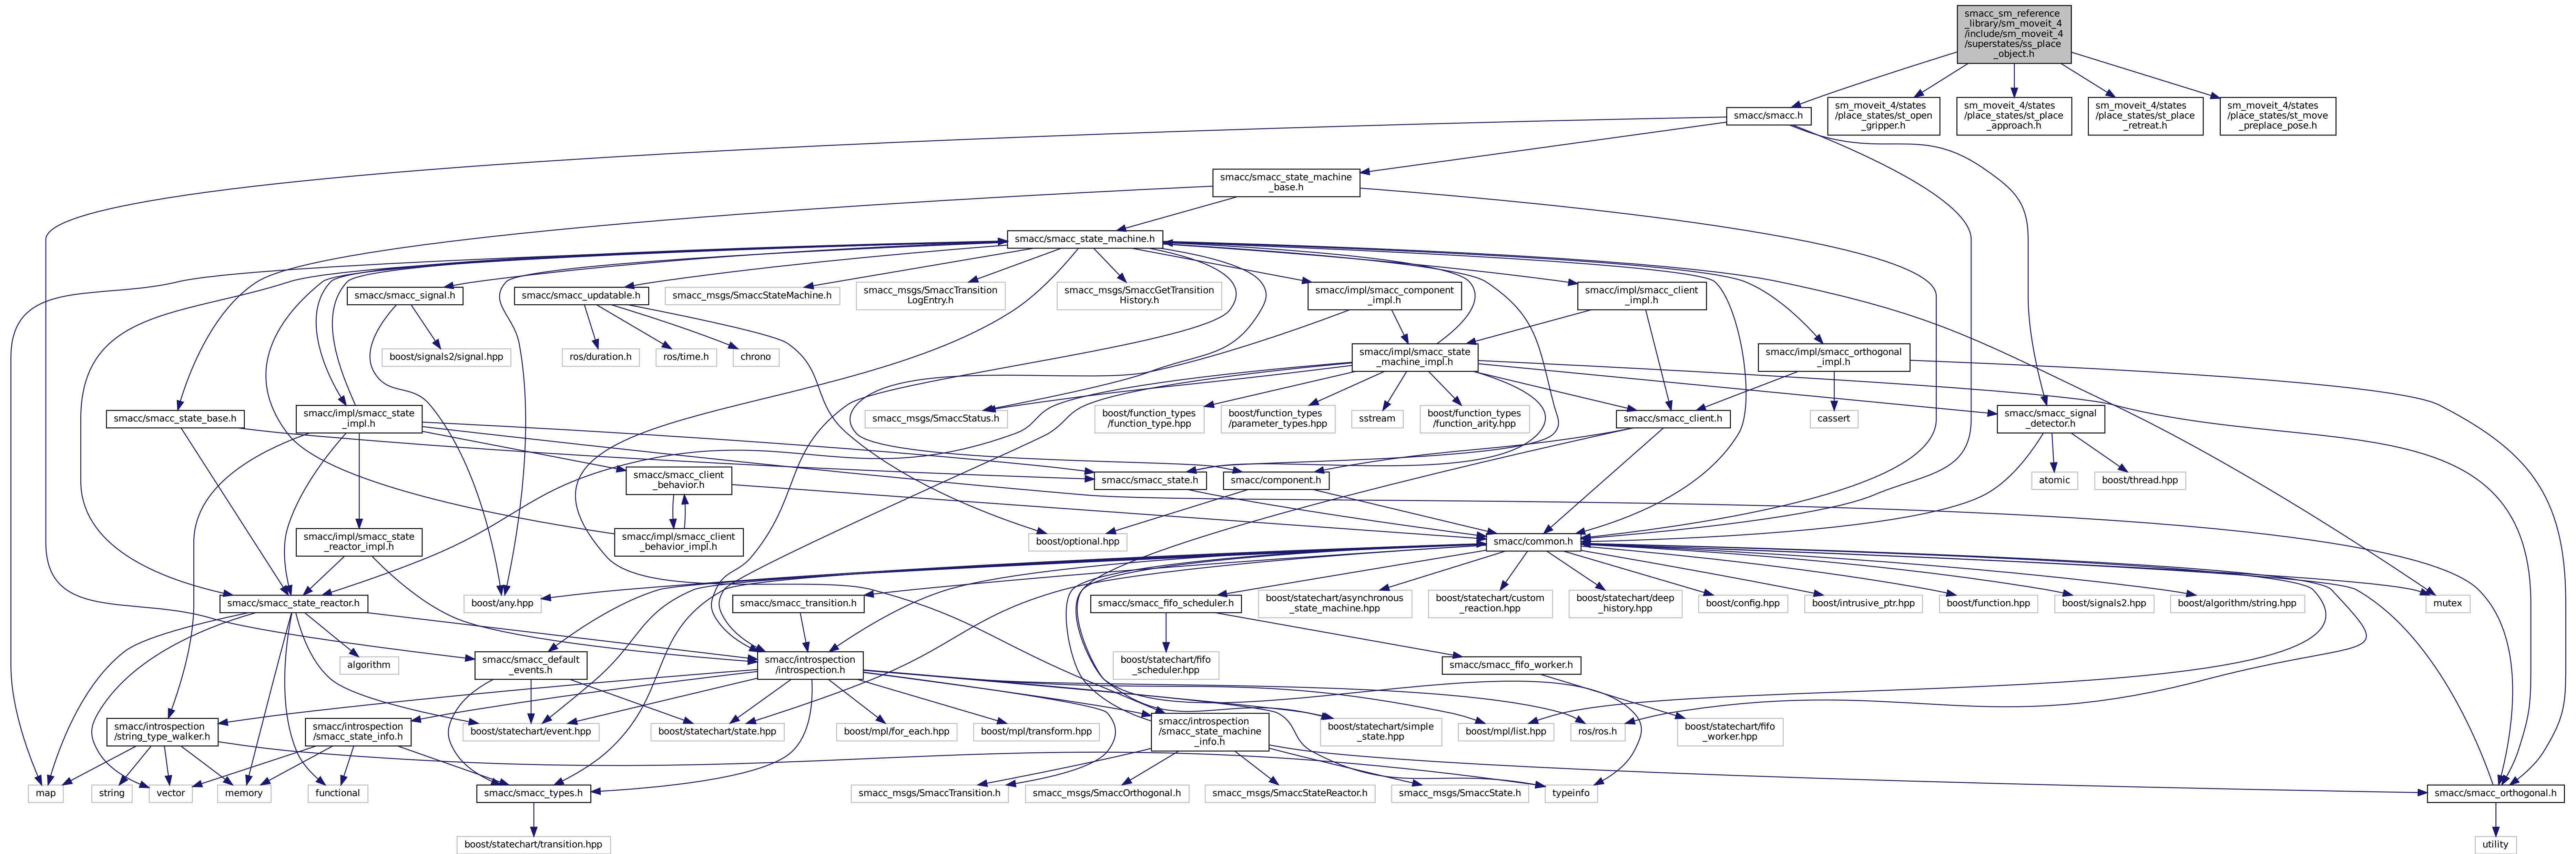 smacc_sm_reference
_library/sm_moveit_4
/include/sm_moveit_4
/superstates/ss_place
_object.h
smacc/smacc.h
sm_moveit_4/states
/place_states/st_open
_gripper.h
sm_moveit_4/states
/place_states/st_place
_approach.h
sm_moveit_4/states
/place_states/st_place
_retreat.h
sm_moveit_4/states
/place_states/st_move
_preplace_pose.h
smacc/smacc_state_machine
_base.h
smacc/smacc_state_machine.h
smacc/smacc_signal.h
smacc/smacc_updatable.h
smacc_msgs/SmaccStateMachine.h
smacc_msgs/SmaccTransition
LogEntry.h
smacc_msgs/SmaccGetTransition
History.h
smacc/impl/smacc_component
_impl.h
smacc/impl/smacc_client
_impl.h
boost/signals2/signal.hpp
ros/duration.h
ros/time.h
chrono
smacc/impl/smacc_state
_machine_impl.h
smacc/impl/smacc_orthogonal
_impl.h
smacc/smacc_state_base.h
smacc/impl/smacc_state
_impl.h
smacc_msgs/SmaccStatus.h
boost/function_types
/function_type.hpp
boost/function_types
/parameter_types.hpp
sstream
boost/function_types
/function_arity.hpp
smacc/smacc_client.h
cassert
smacc/smacc_signal
_detector.h
smacc/smacc_client
_behavior.h
smacc/smacc_state.h
smacc/component.h
atomic
boost/thread.hpp
smacc/impl/smacc_state
_reactor_impl.h
smacc/impl/smacc_client
_behavior_impl.h
boost/optional.hpp
smacc/common.h
smacc/smacc_state_reactor.h
boost/any.hpp
smacc/smacc_transition.h
smacc/smacc_fifo_scheduler.h
boost/statechart/asynchronous
_state_machine.hpp
boost/statechart/custom
_reaction.hpp
boost/statechart/deep
_history.hpp
boost/config.hpp
boost/intrusive_ptr.hpp
boost/function.hpp
boost/signals2.hpp
boost/algorithm/string.hpp
mutex
algorithm
smacc/smacc_default
_events.h
smacc/introspection
/introspection.h
boost/statechart/fifo
_scheduler.hpp
smacc/smacc_fifo_worker.h
smacc/introspection
/string_type_walker.h
smacc/introspection
/smacc_state_info.h
boost/statechart/event.hpp
boost/statechart/state.hpp
boost/mpl/for_each.hpp
boost/mpl/transform.hpp
smacc/introspection
/smacc_state_machine
_info.h
boost/statechart/simple
_state.hpp
boost/mpl/list.hpp
ros/ros.h
boost/statechart/fifo
_worker.hpp
map
string
vector
memory
functional
smacc/smacc_types.h
smacc_msgs/SmaccTransition.h
smacc_msgs/SmaccOrthogonal.h
smacc_msgs/SmaccStateReactor.h
smacc_msgs/SmaccState.h
typeinfo
smacc/smacc_orthogonal.h
boost/statechart/transition.hpp
utility